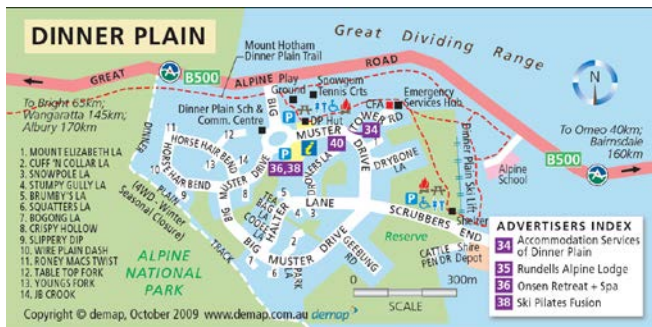 DINNER PLAIN
Great Dividing Range
Mount Hotham
Dinner Plain Trail
B500
GREAT
ALPINE
ROAD
Play
Ground
Snowgum
Tennis Crts
CFA
Emergency
Services Hub
N
To Bright 65km;
Wangaratta 145km;
Albury 170km
Dinner Plain Sch &
Comm. Centre
DP Hut
TOWER RD
34
To Omeo 40km;
Bairnsdale
160km
B500
Alpine
School
Dinner Plain Ski Lift
BIG
MUSTER
DRIVE
40
36,38
P
i
DRYBONE
LA
HORSE HAIR BEND
HORSE HAIR BEND
DINNER
PLAIN
TRACK
(4WD - Winter
Seasonal Closure)
BIG
MUSTER
DRIVE
TEA
BAG
LA
HALTER
LANE
SCRUBBERS
END
Shelter
Reserve
CATTLE
PEN DR
Shire
Depot
BIG
MUSTER
DRIVE
GEEBUNG
RD
PARK
LA
1. MOUNT ELIZABETH LA
2. CUFF 'N COLLAR LA
3. SNOWPOLE LA
4. STUMPY GULLY LA
5. BRUMBY'S LA
6. SQUATTERS LA
7. BOGONG LA
8. CRISPY HOLLOW
9. SLIPPERY DIP
10. WIRE PLAIN DASH
11. RONEY MACS TWIST
12. TABLE TOP FORK
13. YOUNGS FORK
14. JB CROOK
ALPINE
NATIONAL
PARK
ADVERTISERS INDEX
34 Accommodation Services
of Dinner Plain
35 Rundells Alpine Lodge
36 Onsen Retreat + Spa
38 Ski Pilates Fusion
0 300m
SCALE
Copyright © demap, October 2009 www.demap.com.au demap